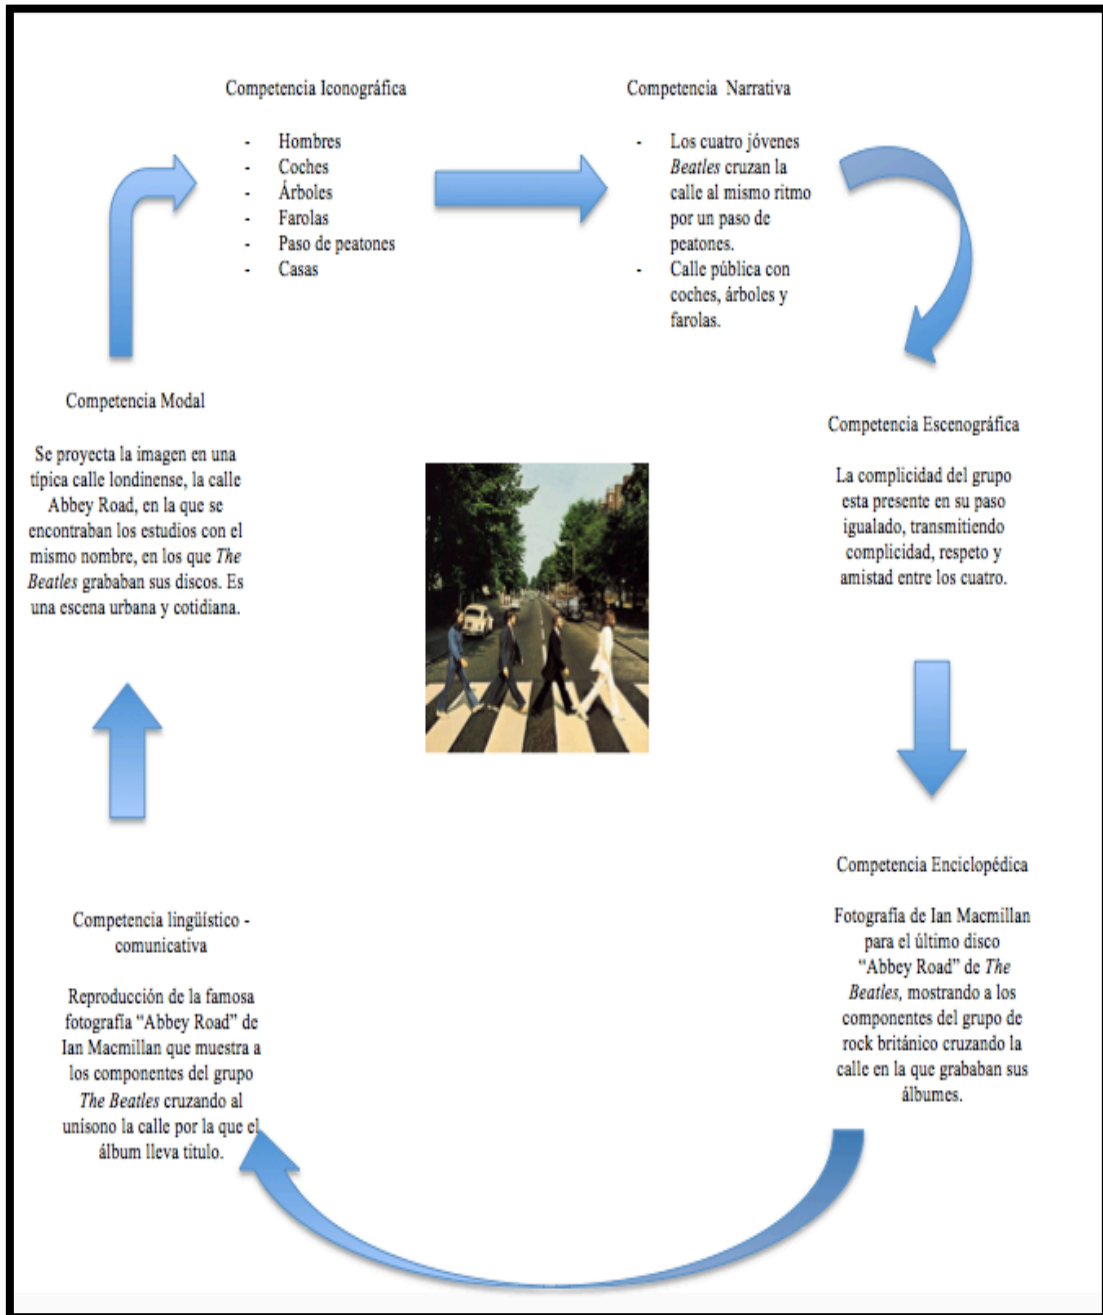 Competencia Iconográfica
- Hombres
- Coches
- Árboles
- Farolas
- Paso de peatones
- Casas
Competencia Narrativa
- Los cuatro jóvenes
Beatles cruzan la
calle al mismo ritmo
por un paso de
peatones.
- Calle pública con
coches, árboles y
farolas.
Competencia Escenográfica
La complicidad del grupo
esta presente en su paso
igualado, transmitiendo
complicidad, respeto y
amistad entre los cuatro.
Competencia Enciclopédica
Fotografía de Ian Macmillan
para el último disco
“Abbey Road” de The
Beatles, mostrando a los
componentes del grupo de
rock británico cruzando la
calle en la que grababan sus
álbumes.
Competencia lingüístico -
comunicativa
Reproducción de la famosa
fotografía “Abbey Road” de
Ian Macmillan que muestra a
los componentes del grupo
The Beatles cruzando al
unísono la calle por la que el
álbum lleva titulo.
Competencia Modal
Se proyecta la imagen en una
típica calle londinense, la calle
Abbey Road, en la que se
encontraban los estudios con el
mismo nombre, en los que The
Beatles grababan sus discos. Es
una escena urbana y cotidiana.